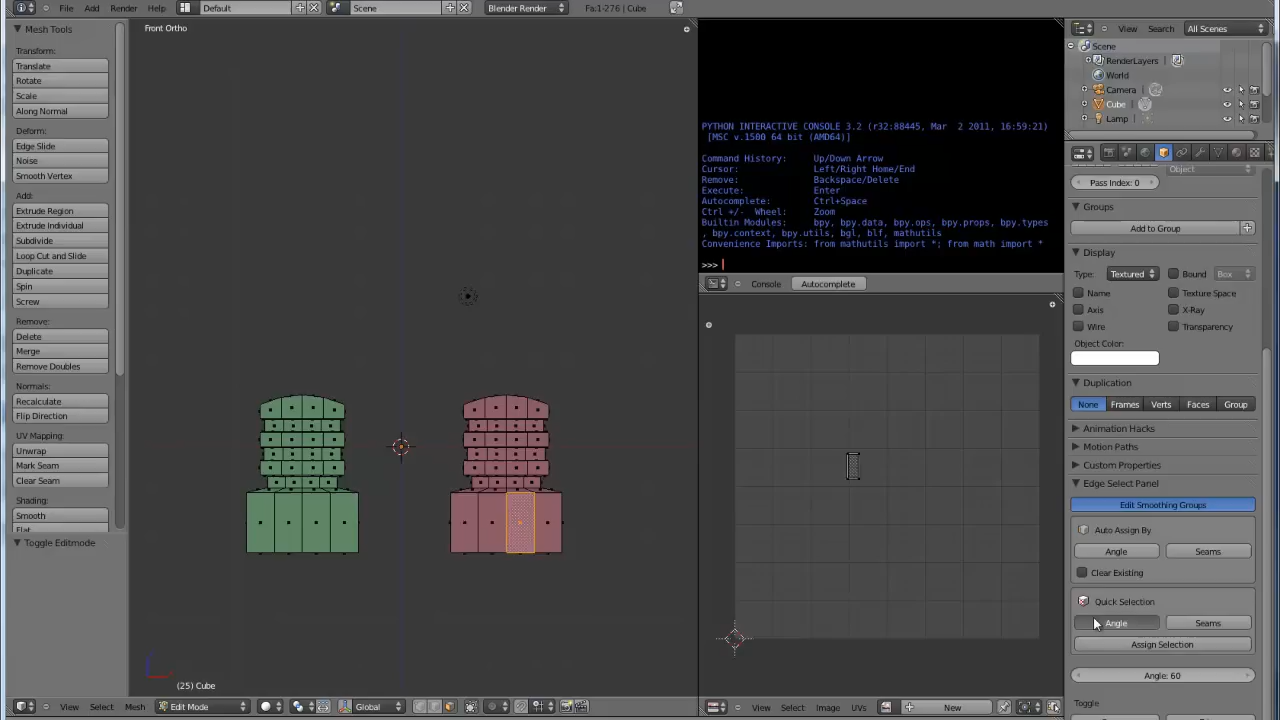 File Add Render Help Default Scene Blender Render Fa:1-276 | Cube
Mesh Tools
Transform:
Translate
Rotate
Scale
Along Normal
Deform:
Edge Slide
Noise
Smooth Vertex
Add:
Extrude Region
Extrude Individual
Subdivide
Loop Cut and Slide
Duplicate
Spin
Screw
Remove:
Delete
Merge
Remove Doubles
Normals:
Recalculate
Flip Direction
UV Mapping:
Unwrap
Mark Seam
Clear Seam
Shading:
Smooth
Flat
Toggle Editmode
Front Ortho
(25) Cube
View Select Mesh Edit Mode Global
PYTHON INTERACTIVE CONSOLE 3.2 (r32:88445, Mar  2 2011, 16:59:21)
[MSC v.1500 64 bit (AMD64)]
Command History: Up/Down Arrow
Cursor: Left/Right Home/End
Remove: Backspace/Delete
Execute: Enter
Autocomplete: Ctrl+Space
Ctrl +/- Wheel: Zoom
Builtin Modules: bpy, bpy.data, bpy.ops, bpy.props, bpy.types
, bpy.context, bpy.utils, bgl, blf, mathutils
Convenience Imports: from mathutils import *; from math import *
>>>
Console Autocomplete
View Select Image UVs New
View Search All Scenes
Scene
RenderLayers
World
Camera
Cube
Lamp
Object
Pass Index: 0
Groups
Add to Group
Display
Type: Textured Bound Box
Name Texture Space
Axis X-Ray
Wire Transparency
Object Color:
Duplication
None Frames Verts Faces Group
Animation Hacks
Motion Paths
Custom Properties
Edge Select Panel
Edit Smoothing Groups
Auto Assign By
Angle Seams
Clear Existing
Quick Selection
Angle Seams
Assign Selection
Angle: 60
Toggle